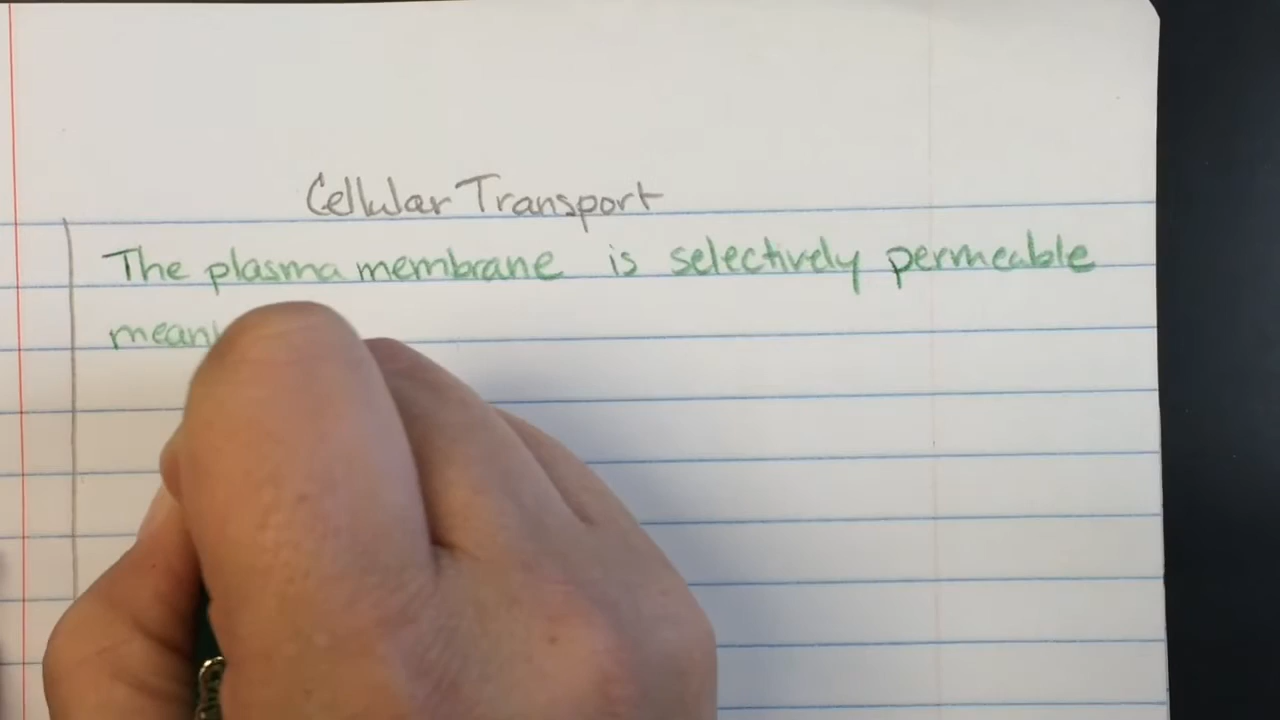 Cellular Transport
The plasma membrane is selectively permeable